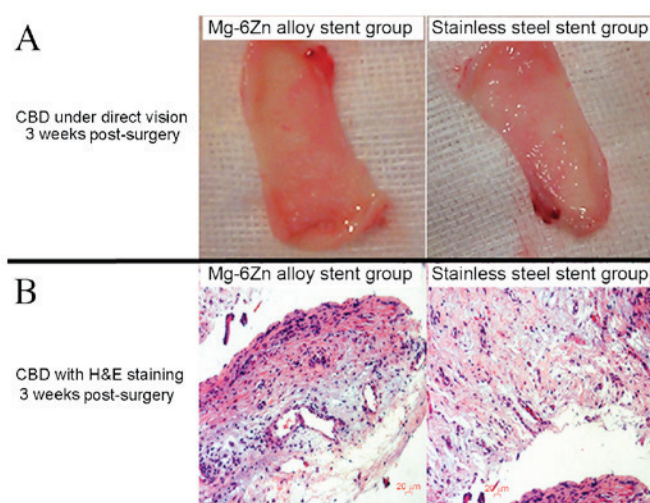 A
Mg-6Zn alloy stent group
Stainless steel stent group
CBD under direct vision
3 weeks post-surgery
B
Mg-6Zn alloy stent group
Stainless steel stent group
CBD with H&E staining
3 weeks post-surgery
20 μm
20 μm